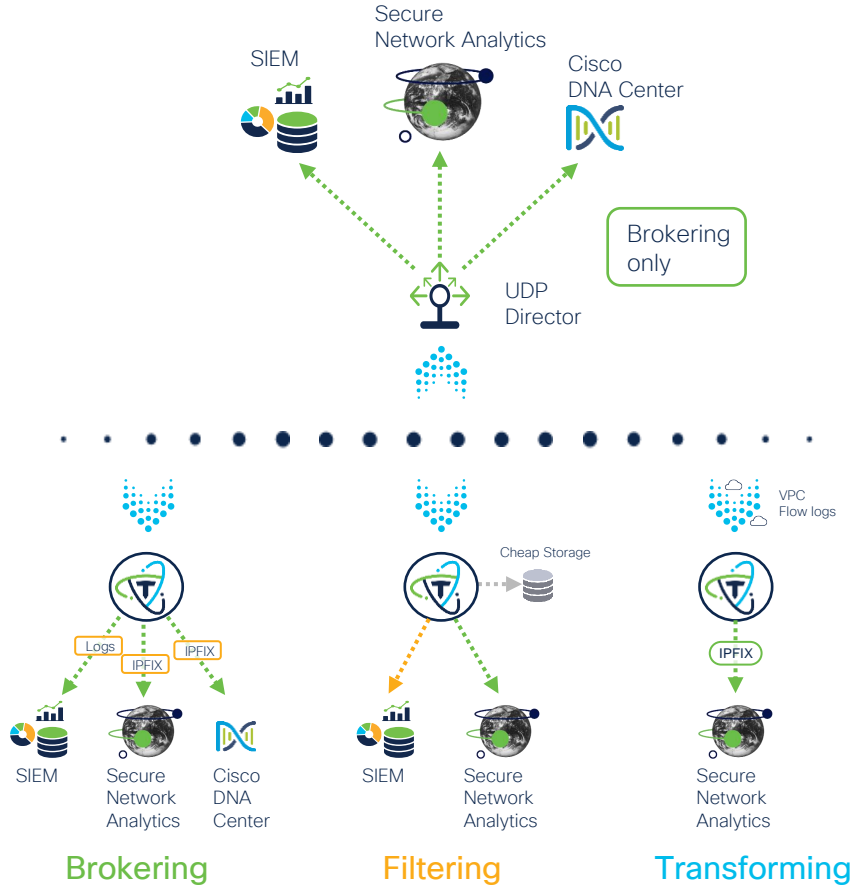 Secure
Network Analytics
SIEM
Cisco
DNA Center
Brokering
only
UDP
Director
VPC
Flow logs
Cheap Storage
T
T
T
Logs
IPFIX
IPFIX
IPFIX
SIEM
Secure
Network
Analytics
Cisco
DNA
Center
SIEM
Secure
Network
Analytics
Secure
Network
Analytics
Brokering
Filtering
Transforming